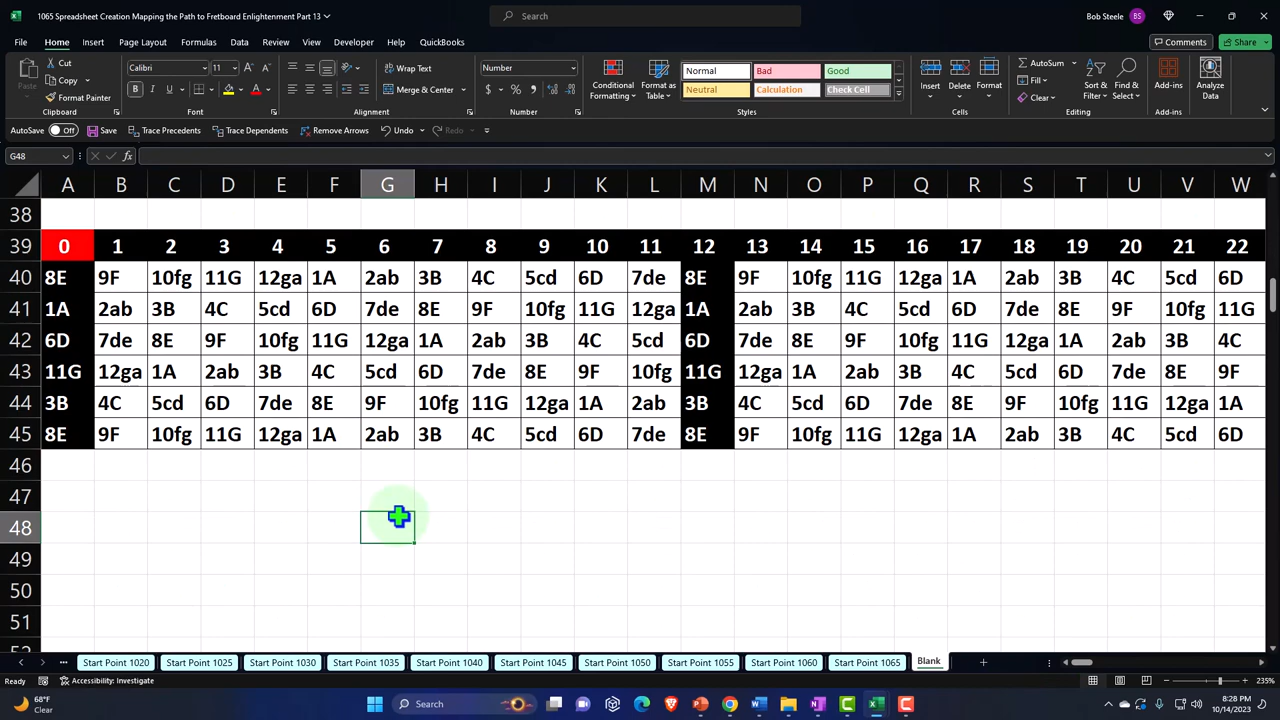 1065 Spreadsheet Creation Mapping the Path to Fretboard Enlightenment Part 13
Search
Bob Steele BS
File Home Insert Page Layout Formulas Data Review View Developer Help QuickBooks
Comments Share
Paste Cut Copy Format Painter Clipboard
Calibri 11 B I U Font
Wrap Text Merge & Center Alignment
Number $ % Number
Conditional Formatting Format as Table
Normal Bad Good Neutral Calculation Check Cell Styles
Insert Delete Format Cells
AutoSum Fill Clear Sort & Filter Find & Select Editing
Add-ins Add-ins
Analyze Data
AutoSave Off Save Trace Precedents Trace Dependents Remove Arrows Undo Redo
G48 fx
A B C D E F G H I J K L M N O P Q R S T U V W
38
39 0 1 2 3 4 5 6 7 8 9 10 11 12 13 14 15 16 17 18 19 20 21 22
40 8E 9F 10fg 11G 12ga 1A 2ab 3B 4C 5cd 6D 7de 8E 9F 10fg 11G 12ga 1A 2ab 3B 4C 5cd 6D
41 1A 2ab 3B 4C 5cd 6D 7de 8E 9F 10fg 11G 12ga 1A 2ab 3B 4C 5cd 6D 7de 8E 9F 10fg 11G
42 6D 7de 8E 9F 10fg 11G 12ga 1A 2ab 3B 4C 5cd 6D 7de 8E 9F 10fg 11G 12ga 1A 2ab 3B 4C
43 11G 12ga 1A 2ab 3B 4C 5cd 6D 7de 8E 9F 10fg 11G 12ga 1A 2ab 3B 4C 5cd 6D 7de 8E 9F
44 3B 4C 5cd 6D 7de 8E 9F 10fg 11G 12ga 1A 2ab 3B 4C 5cd 6D 7de 8E 9F 10fg 11G 12ga 1A
45 8E 9F 10fg 11G 12ga 1A 2ab 3B 4C 5cd 6D 7de 8E 9F 10fg 11G 12ga 1A 2ab 3B 4C 5cd 6D
46
47
48
49
50
51
Start Point 1020 Start Point 1025 Start Point 1030 Start Point 1035 Start Point 1040 Start Point 1045 Start Point 1050 Start Point 1055 Start Point 1060 Start Point 1065 Blank
Ready Accessibility: Investigate 235%
68°F
Clear
Search
8:28 PM
10/14/2023